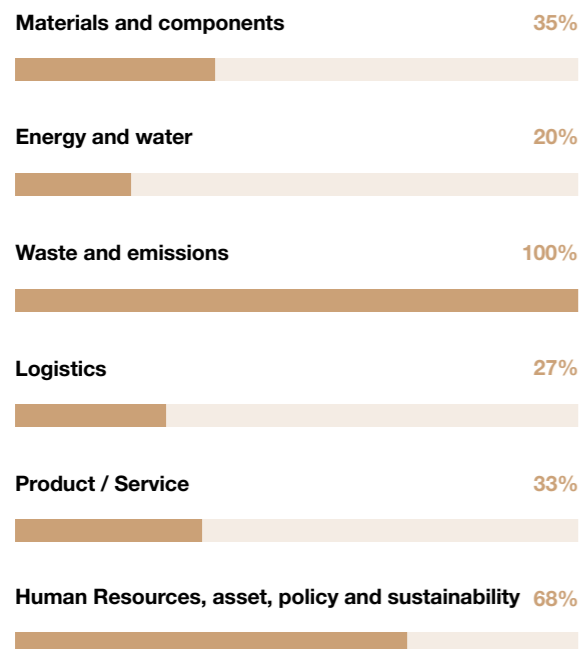 Materials and components 35%
Energy and water 20%
Waste and emissions 100%
Logistics 27%
Product / Service 33%
Human Resources, asset, policy and sustainability 68%